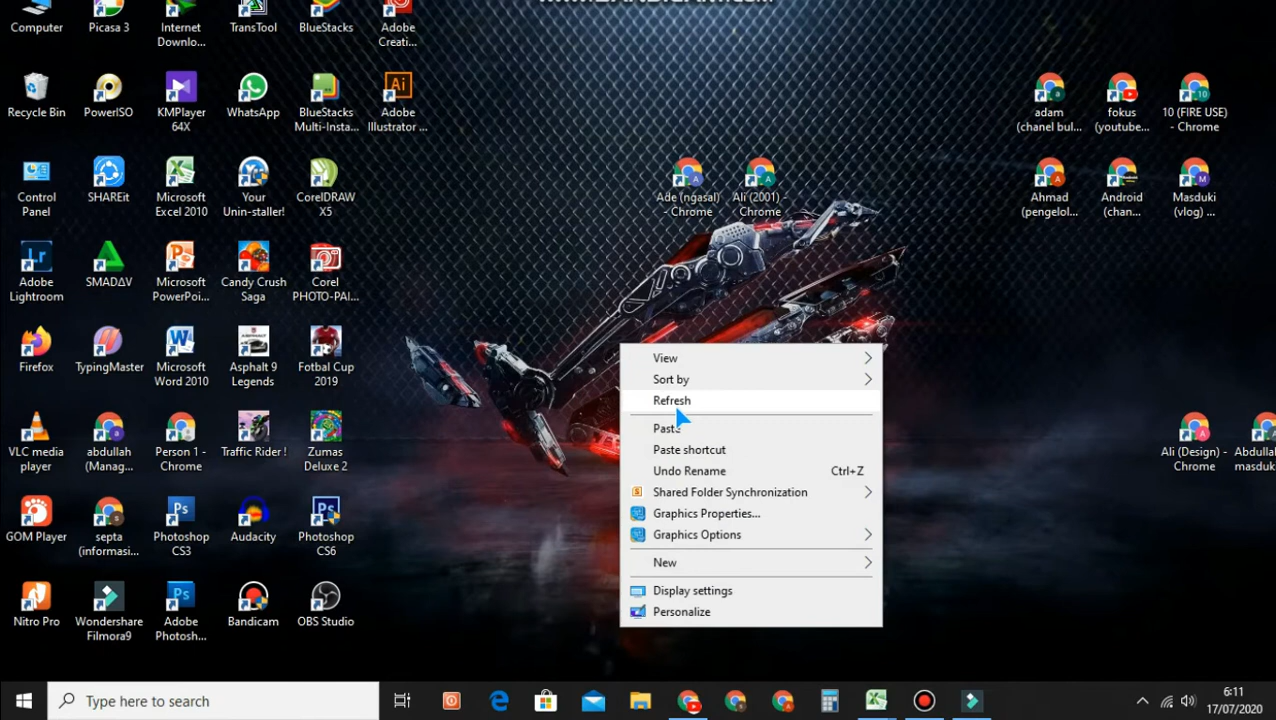 Computer
Picasa 3
Internet
Downlo...
TransTool
BlueStacks
Adobe
Creati...
Recycle Bin
PowerISO
KMPlayer
64X
WhatsApp
BlueStacks
Multi-Insta...
Adobe
Illustrator ...
adam
(chanel bul...
fokus
(youtube...
10 (FIRE USE)
- Chrome
Control
Panel
SHAREit
Microsoft
Excel 2010
Your
Unin-staller!
CorelDRAW
X5
Ade (ngasal)
- Chrome
Ali (2001) -
Chrome
Ahmad
(pengelol...
Android
(chan...
Masduki
(vlog) ...
Adobe
Lightroom
SMADΔV
Microsoft
PowerPoi...
Candy Crush
Saga
Corel
PHOTO-PAI...
Firefox
TypingMaster
Microsoft
Word 2010
Asphalt 9
Legends
Fotbal Cup
2019
VLC media
player
abdullah
(Manag...
Person 1 -
Chrome
Traffic Rider !
Zumas
Deluxe 2
Ali (Design) -
Chrome
Abdulla
masduk
GOM Player
septa
(informasi...
Photoshop
CS3
Audacity
Photoshop
CS6
Nitro Pro
Wondershare
Filmora9
Adobe
Photosh...
Bandicam
OBS Studio
View
Sort by
Refresh
Paste
Paste shortcut
Undo Rename Ctrl+Z
Shared Folder Synchronization
Graphics Properties...
Graphics Options
New
Display settings
Personalize
Type here to search
6:11
17/07/2020